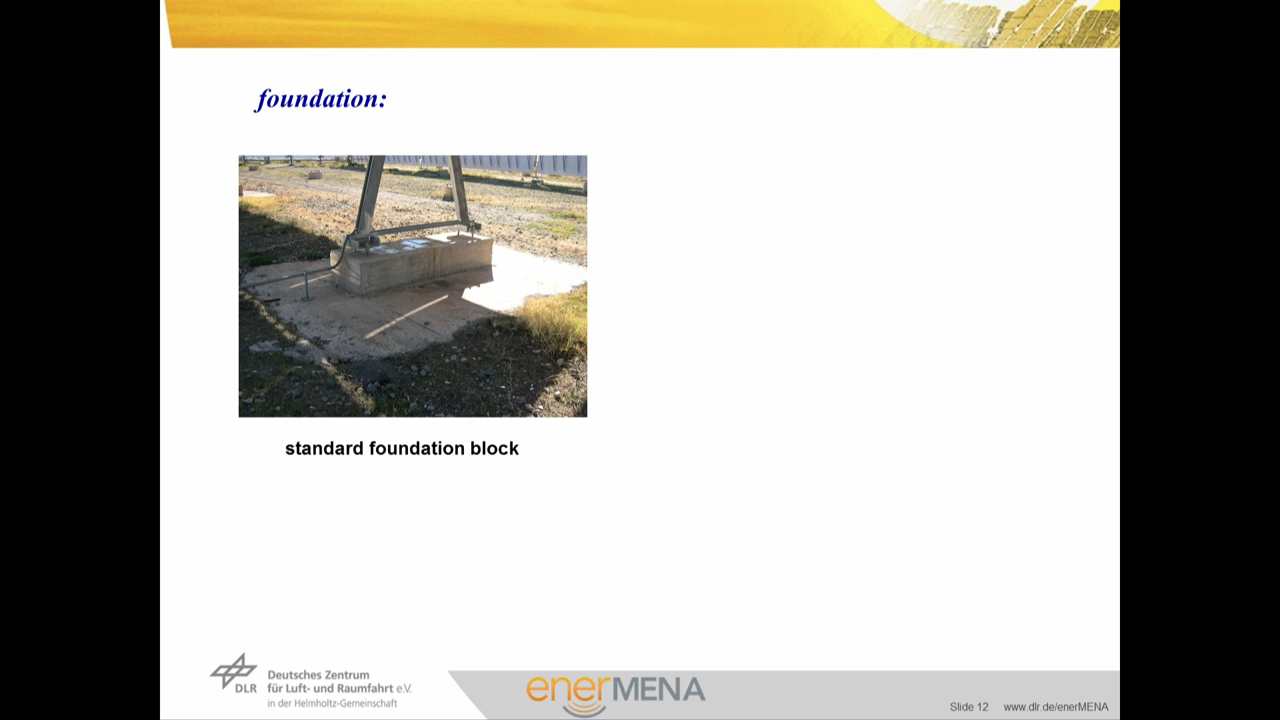 foundation:
standard foundation block
DLR
Deutsches Zentrum
für Luft- und Raumfahrt e.V.
in der Helmholtz-Gemeinschaft
enerMENA
Slide 12 www.dlr.de/enerMENA